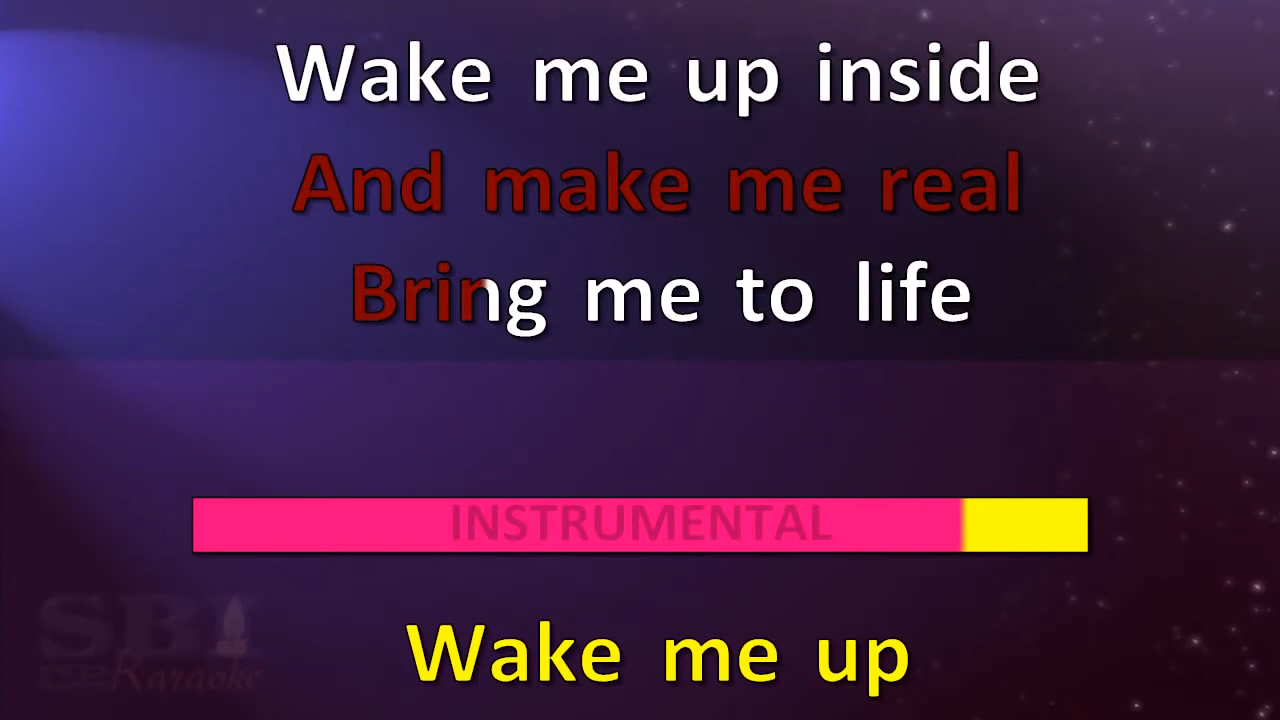 Wake me up inside
And make me real
Bring me to life
INSTRUMENTAL
Wake me up
SBI
Karaoke